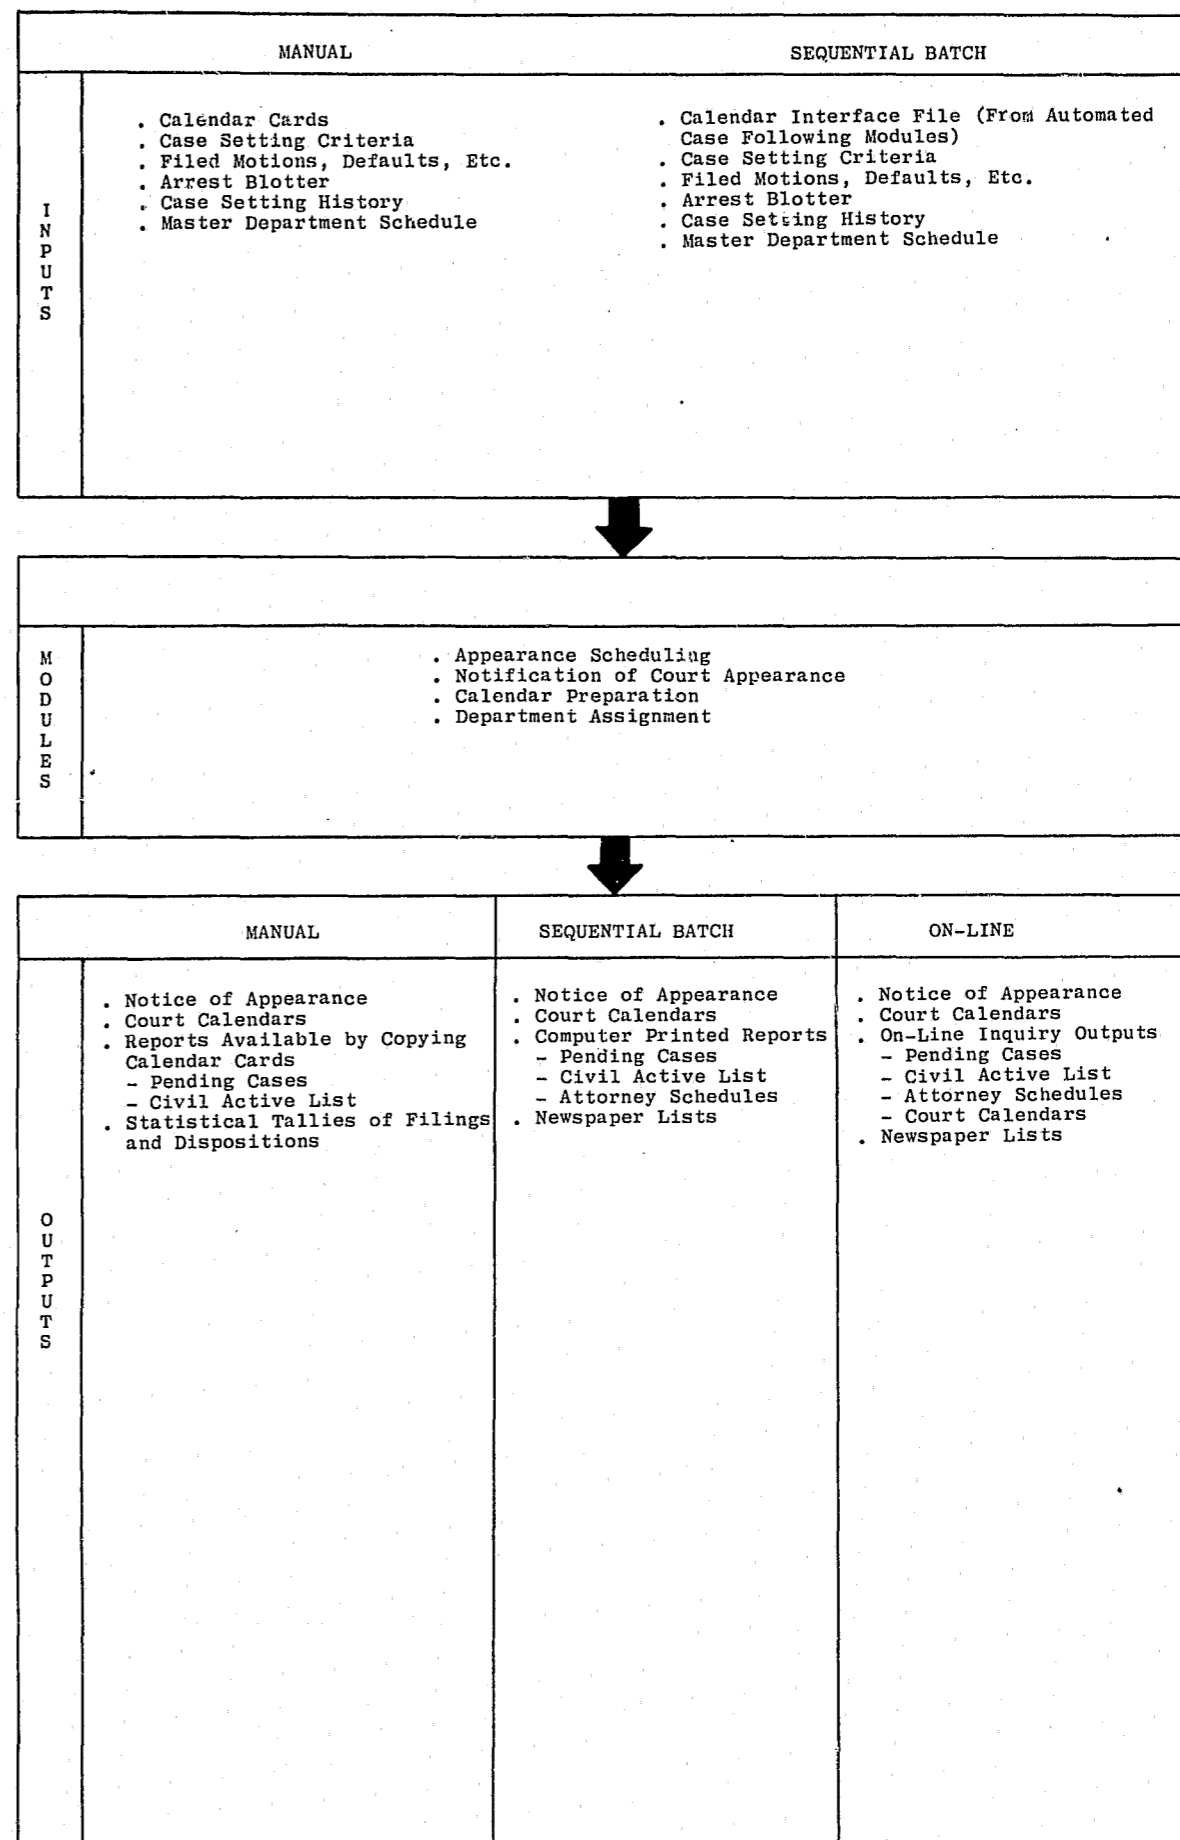 MANUAL
SEQUENTIAL BATCH
INPUTS
. Calendar Cards
. Case Setting Criteria
. Filed Motions, Defaults, Etc.
. Arrest Blotter
. Case Setting History
. Master Department Schedule
. Calendar Interface File (From Automated
Case Following Modules)
. Case Setting Criteria
. Filed Motions, Defaults, Etc.
. Arrest Blotter
. Case Setting History
. Master Department Schedule
MODULES
. Appearance Scheduling
. Notification of Court Appearance
. Calendar Preparation
. Department Assignment
MANUAL
SEQUENTIAL BATCH
ON-LINE
OUTPUTS
. Notice of Appearance
. Court Calendars
. Reports Available by Copying
Calendar Cards
- Pending Cases
- Civil Active List
. Statistical Tallies of Filings
and Dispositions
. Notice of Appearance
. Court Calendars
. Computer Printed Reports
- Pending Cases
- Civil Active List
- Attorney Schedules
. Newspaper Lists
. Notice of Appearance
. Court Calendars
. On-Line Inquiry Outputs
- Pending Cases
- Civil Active List
- Attorney Schedules
- Court Calendars
. Newspaper Lists